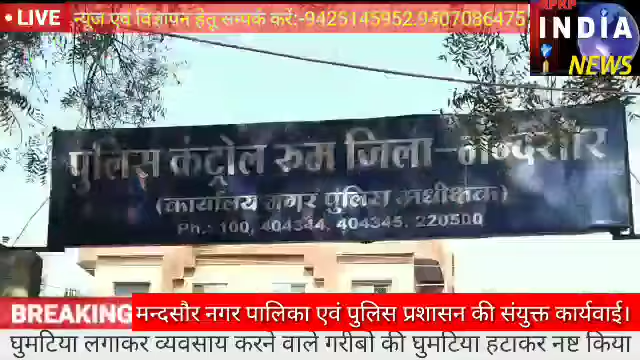 LIVE
न्यूज एवं विज्ञापन हेतू सम्पर्क करें:-9425145952,9407086475
INDIA
NEWS
पुलिस कंट्रोल रुम जिला-मन्दसौर
(कार्यालय नगर पुलिस अधीक्षक)
Ph.: 100, 404344, 404345, 220500
BREAKING
मन्दसौर नगर पालिका एवं पुलिस प्रशासन की संयुक्त कार्यवाई।
घुमटिया लगाकर व्यवसाय करने वाले गरीबों की घुमटिया हटाकर नष्ट किया